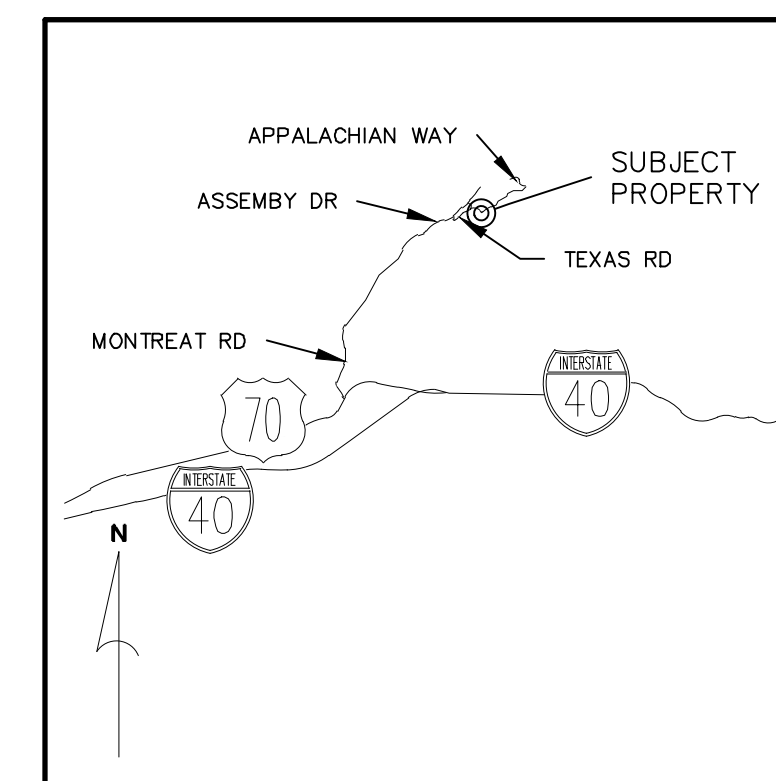 APPALACHIAN WAY
SUBJECT
PROPERTY
ASSEMBY DR
TEXAS RD
MONTREAT RD
INTERSTATE
40
70
INTERSTATE
40
N